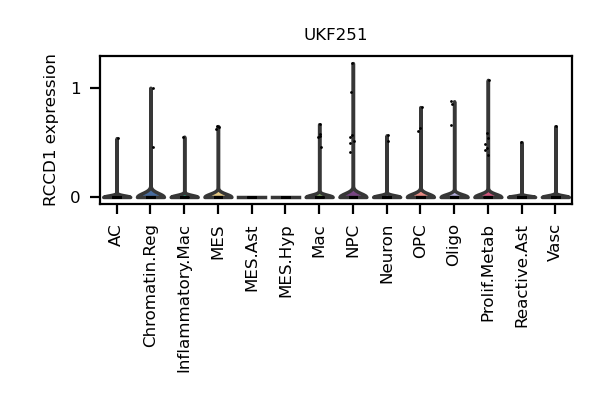 UKF251
RCCD1 expression
1
0
AC
Chromatin.Reg
Inflammatory.Mac
MES
MES.Ast
MES.Hyp
Mac
NPC
Neuron
OPC
Oligo
Prolif.Metab
Reactive.Ast
Vasc